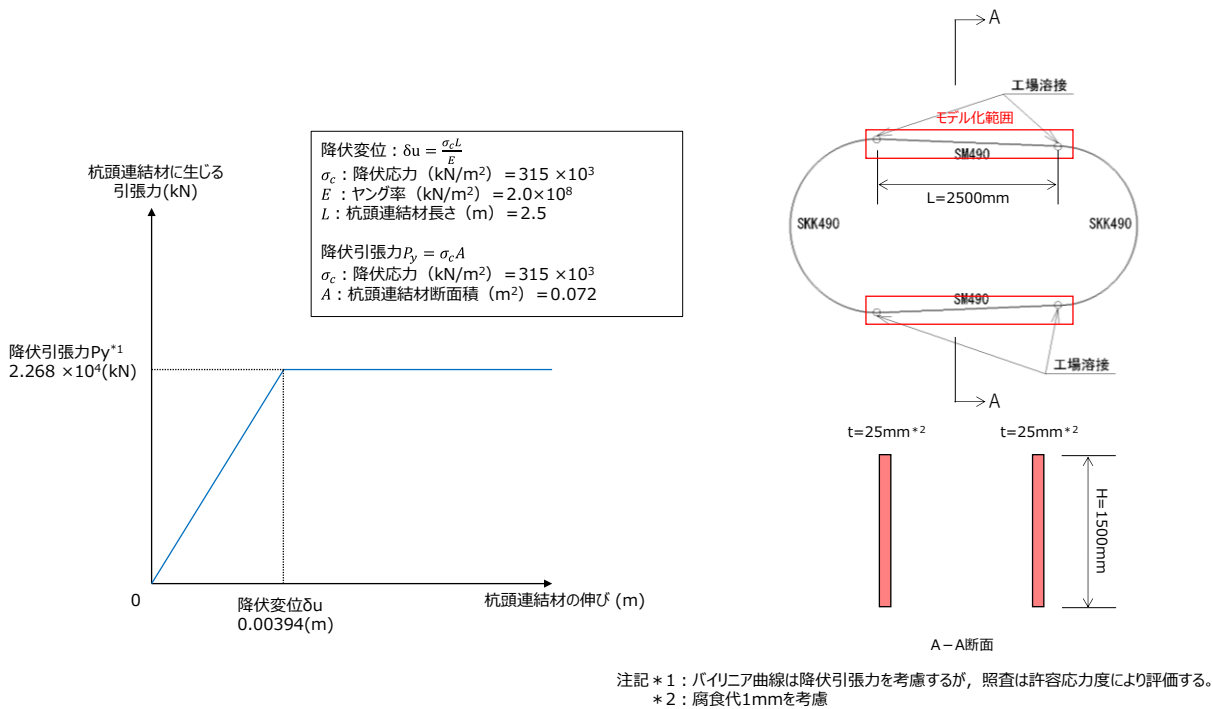 杭頭連結材に生じる
引張力(kN)
降伏変位:δu = σcL/E
σc:降伏応力(kN/m²)=315 ×10³
E:ヤング率(kN/m²)=2.0×10⁸
L:杭頭連結材長さ(m)=2.5
降伏引張力Py = σcA
σc:降伏応力(kN/m²)=315 ×10³
A:杭頭連結材断面積(m²)=0.072
降伏引張力Py*1
2.268 ×10⁴(kN)
0
降伏変位δu
0.00394(m)
杭頭連結材の伸び (m)
A
工場溶接
モデル化範囲
SM490
L=2500mm
SKK490
SKK490
SM490
工場溶接
A
t=25mm*2
t=25mm*2
H=1500mm
A-A断面
注記*1:バイリニア曲線は降伏引張力を考慮するが,照査は許容応力度により評価する。
*2:腐食代1mmを考慮